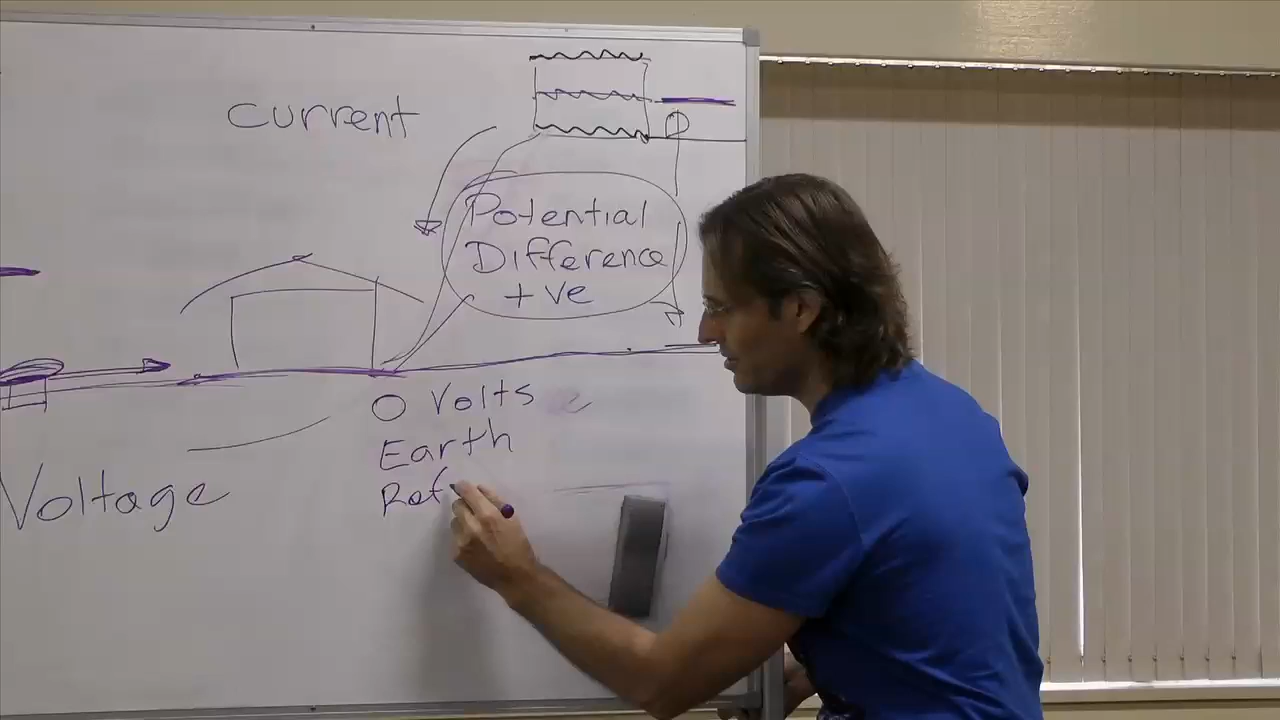 current
Potential
Difference
+ ve
0 Volts
Earth
Ref
Voltage